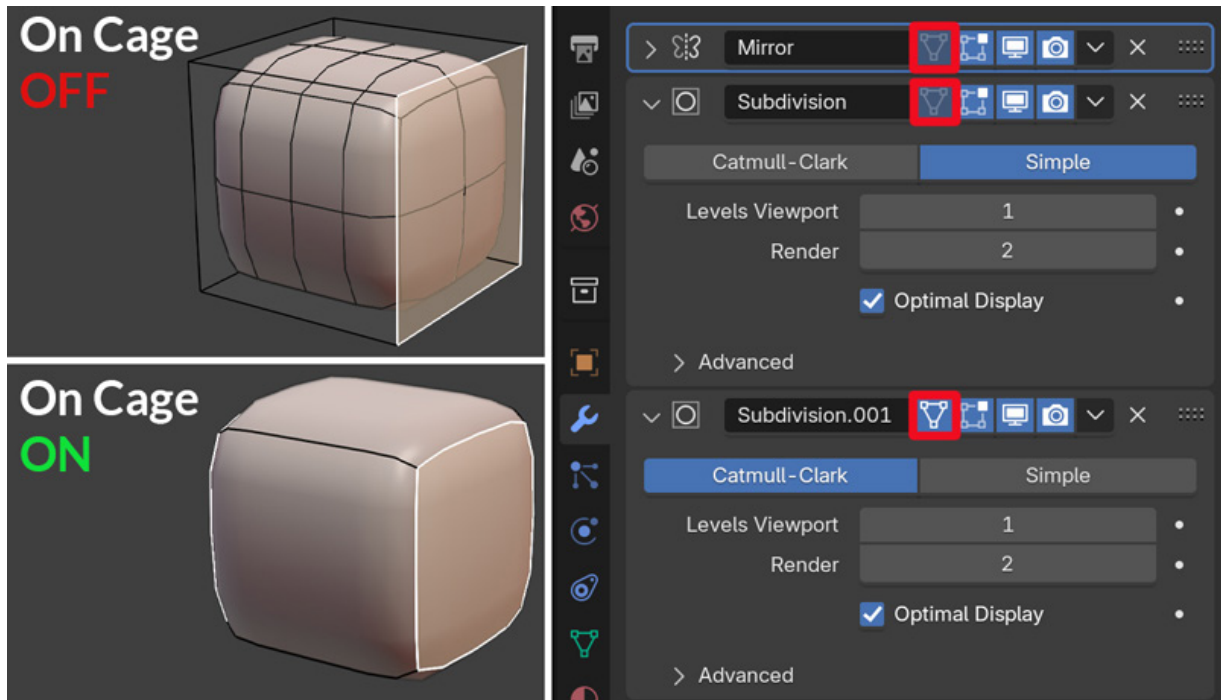 On Cage
OFF
On Cage
ON
Mirror
Subdivision
Catmull-Clark Simple
Levels Viewport 1
Render 2
Optimal Display
Advanced
Subdivision.001
Catmull-Clark Simple
Levels Viewport 1
Render 2
Optimal Display
Advanced